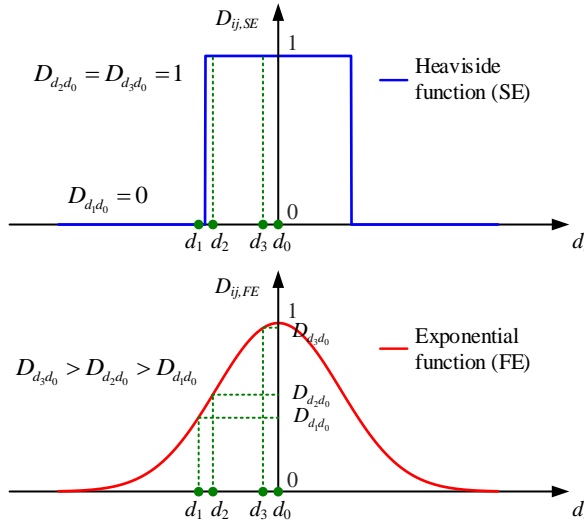 D_{ij,SE}
1
D_{d_2d_0} = D_{d_3d_0} = 1
Heaviside
function (SE)
D_{d_1d_0} = 0
0
d_1 d_2 d_3 d_0 d
D_{ij,FE}
1
D_{d_3d_0}
Exponential
function (FE)
D_{d_3d_0} > D_{d_2d_0} > D_{d_1d_0}
D_{d_2d_0}
D_{d_1d_0}
0
d_1 d_2 d_3 d_0 d